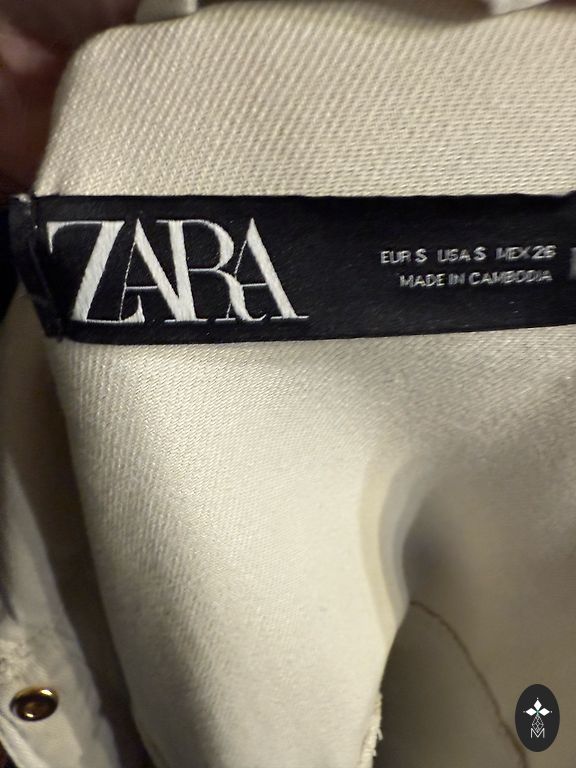 ZARA
EUR S USA S MEX 26
MADE IN CAMBODIA